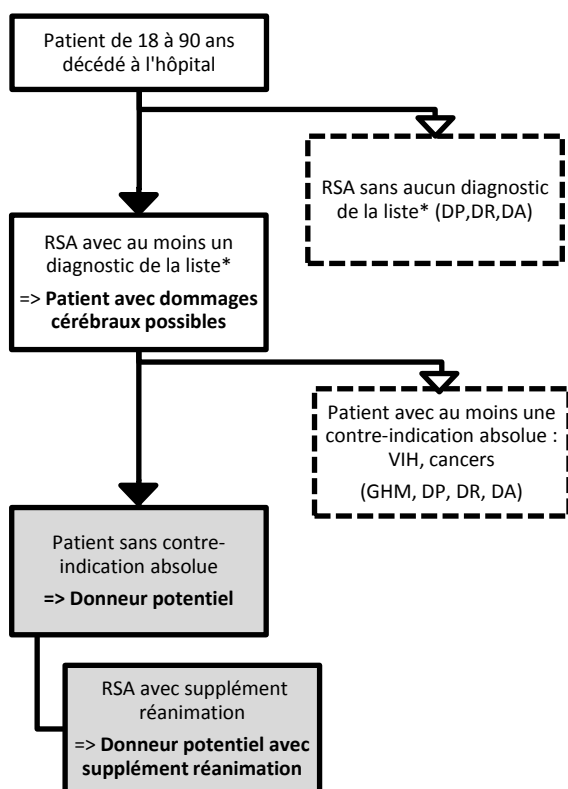 Patient de 18 à 90 ans
décédé à l'hôpital
RSA sans aucun diagnostic
de la liste* (DP,DR,DA)
RSA avec au moins un
diagnostic de la liste*
=> Patient avec dommages
cérébraux possibles
Patient avec au moins une
contre-indication absolue :
VIH, cancers
(GHM, DP, DR, DA)
Patient sans contre-
indication absolue
=> Donneur potentiel
RSA avec supplément
réanimation
=> Donneur potentiel avec
supplément réanimation